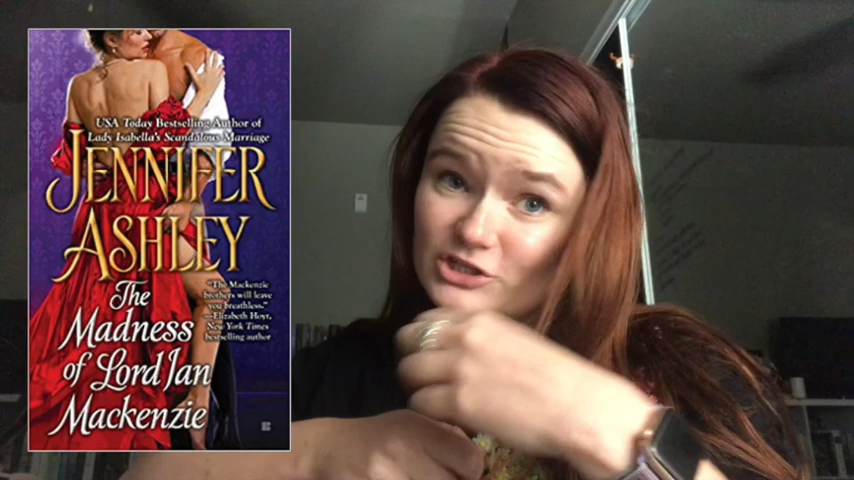 USA Today Bestselling Author of
Lady Isabella's Scandalous Marriage
JENNIFER
ASHLEY
The
Madness
of Lord Ian
Mackenzie
"The Mackenzie
brothers will leave
you breathless."
—Elizabeth Hoyt,
New York Times
bestselling author